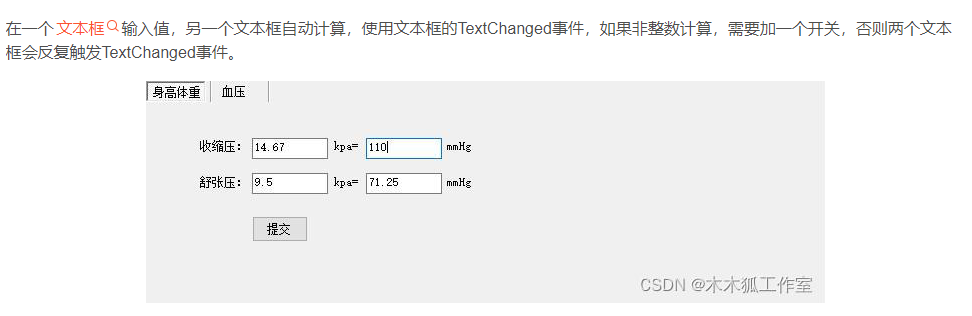 在一个 文本框 输入值，另一个文本框自动计算，使用文本框的TextChanged事件，如果非整数计算，需要加一个开关，否则两个文本
框会反复触发TextChanged事件。
身高体重 血压
收缩压： 14.67 kpa= 110 mmHg
舒张压： 9.5 kpa= 71.25 mmHg
提交
CSDN @木木狐工作室